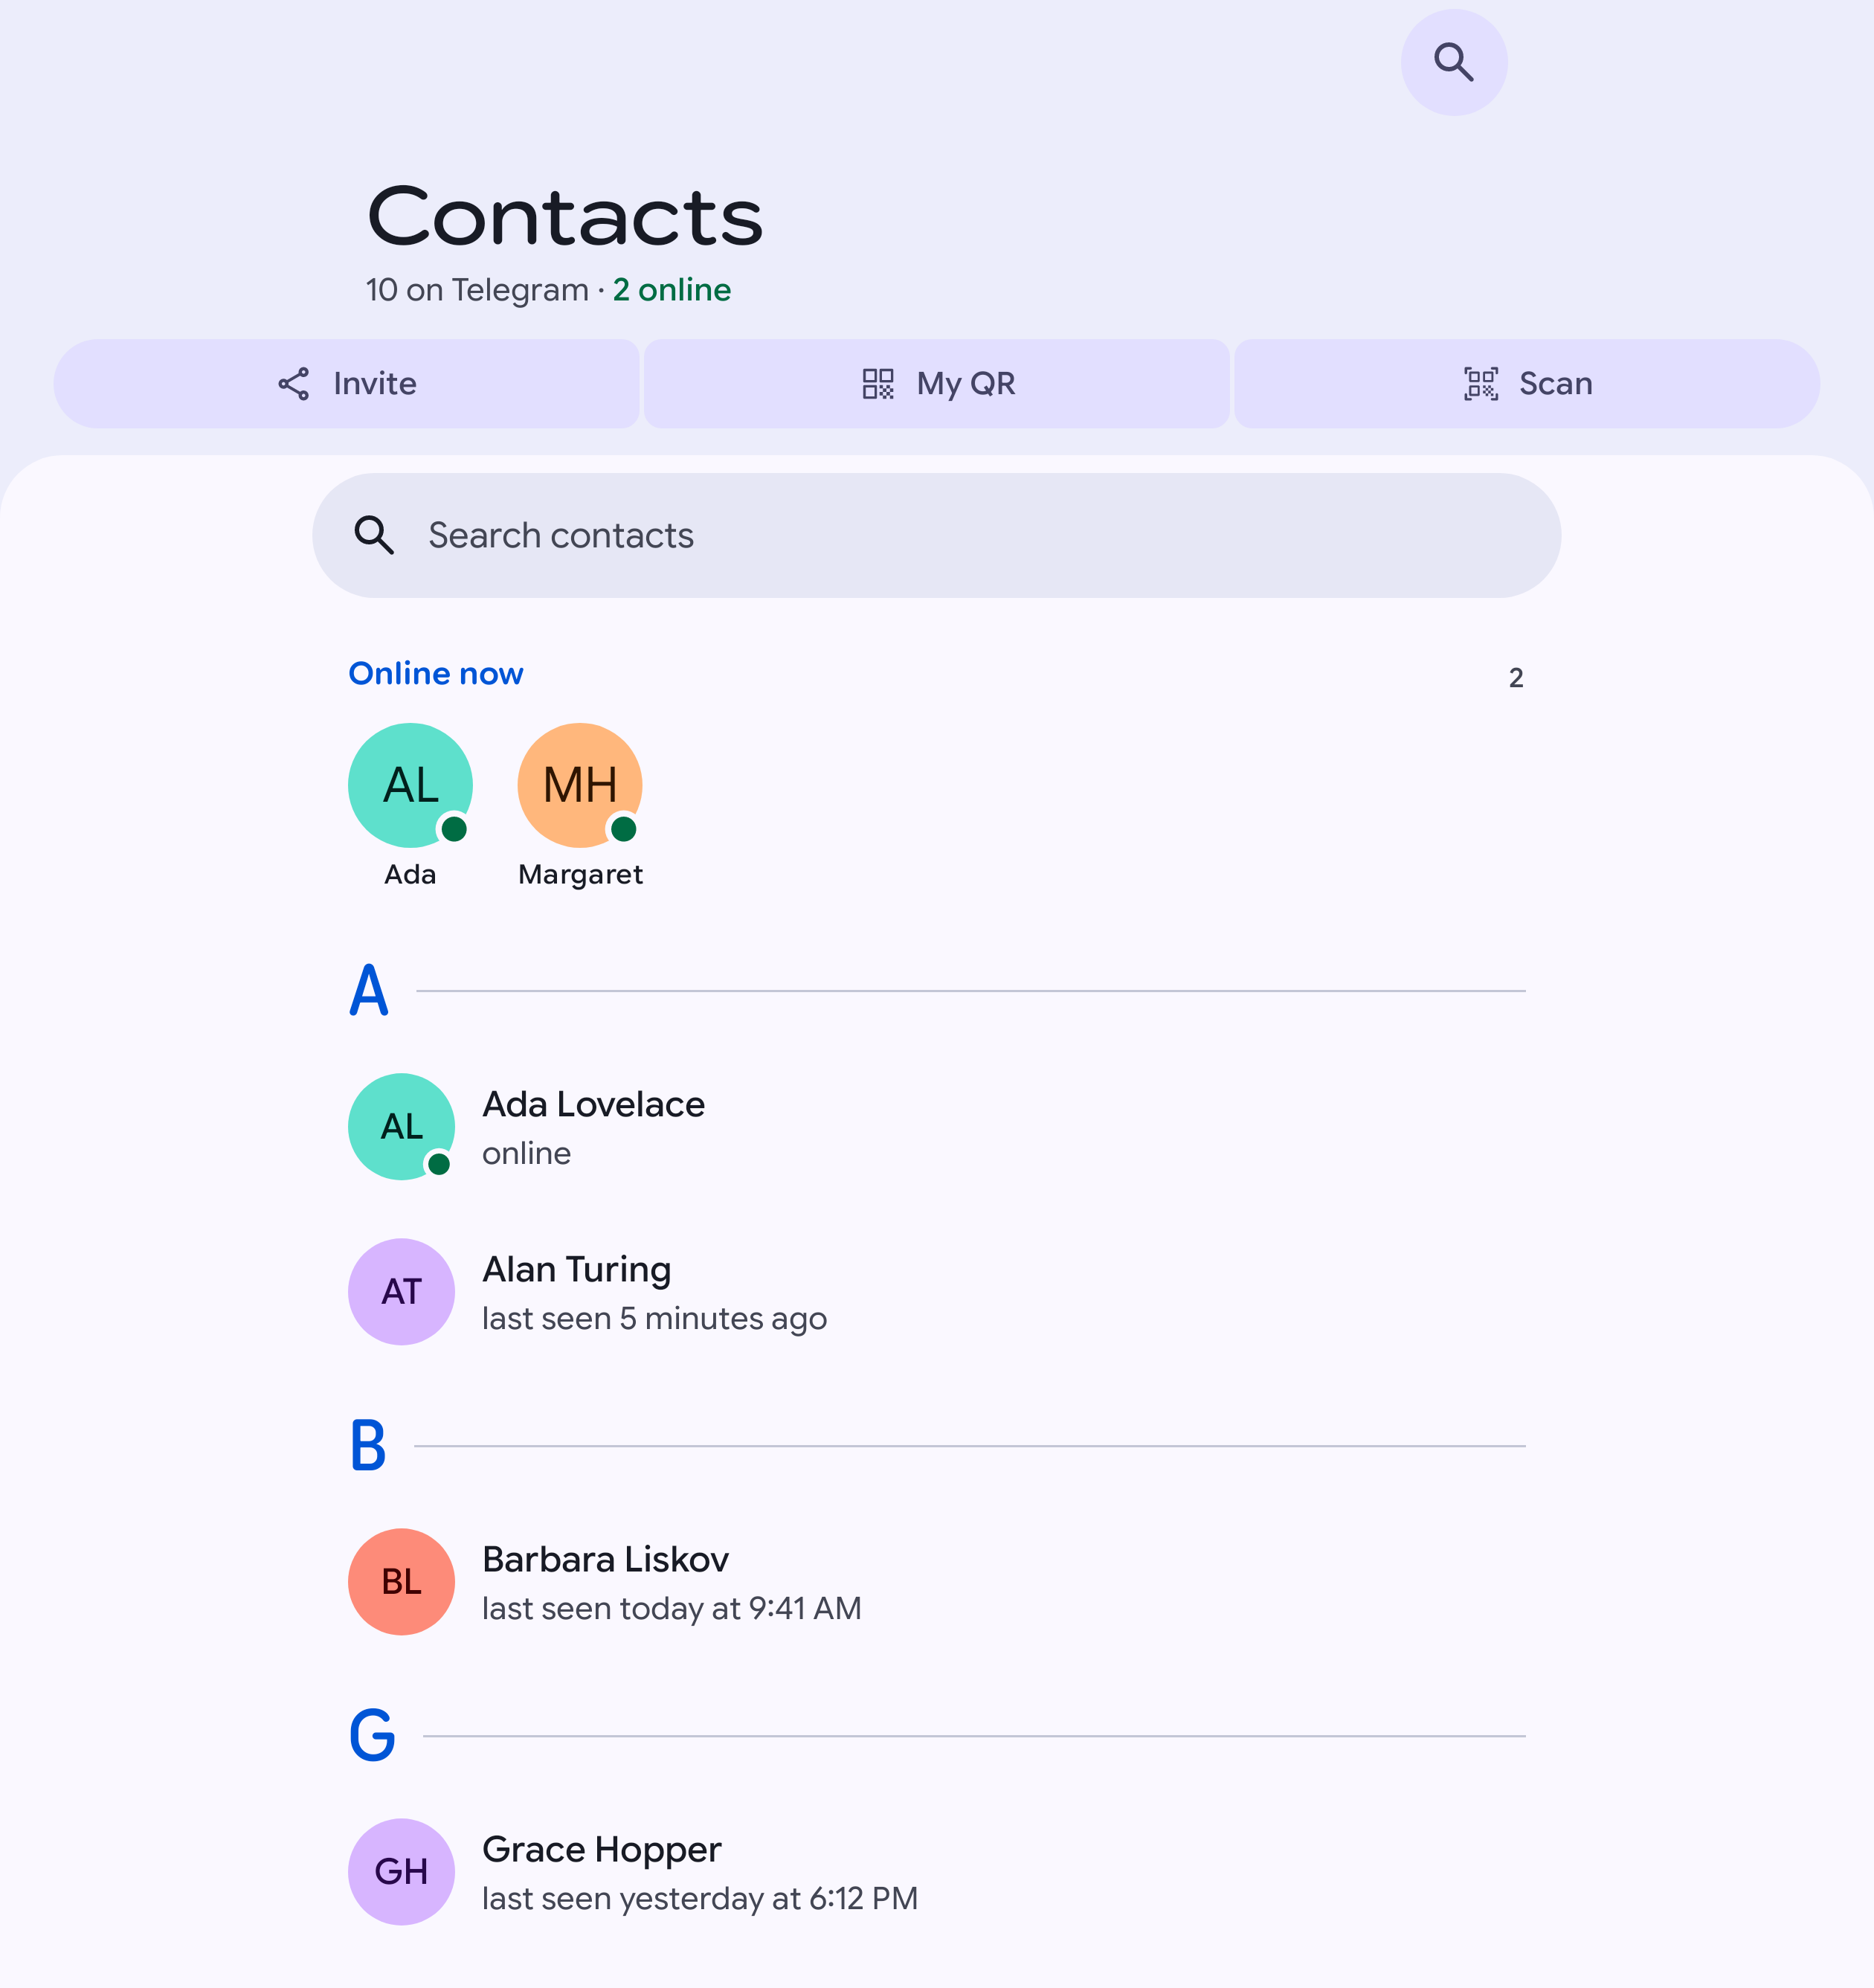 Contacts
10 on Telegram · 2 online
Invite
My QR
Scan
Search contacts
Online now
2
AL
MH
Ada
Margaret
A
AL
Ada Lovelace
online
AT
Alan Turing
last seen 5 minutes ago
B
BL
Barbara Liskov
last seen today at 9:41 AM
G
GH
Grace Hopper
last seen yesterday at 6:12 PM